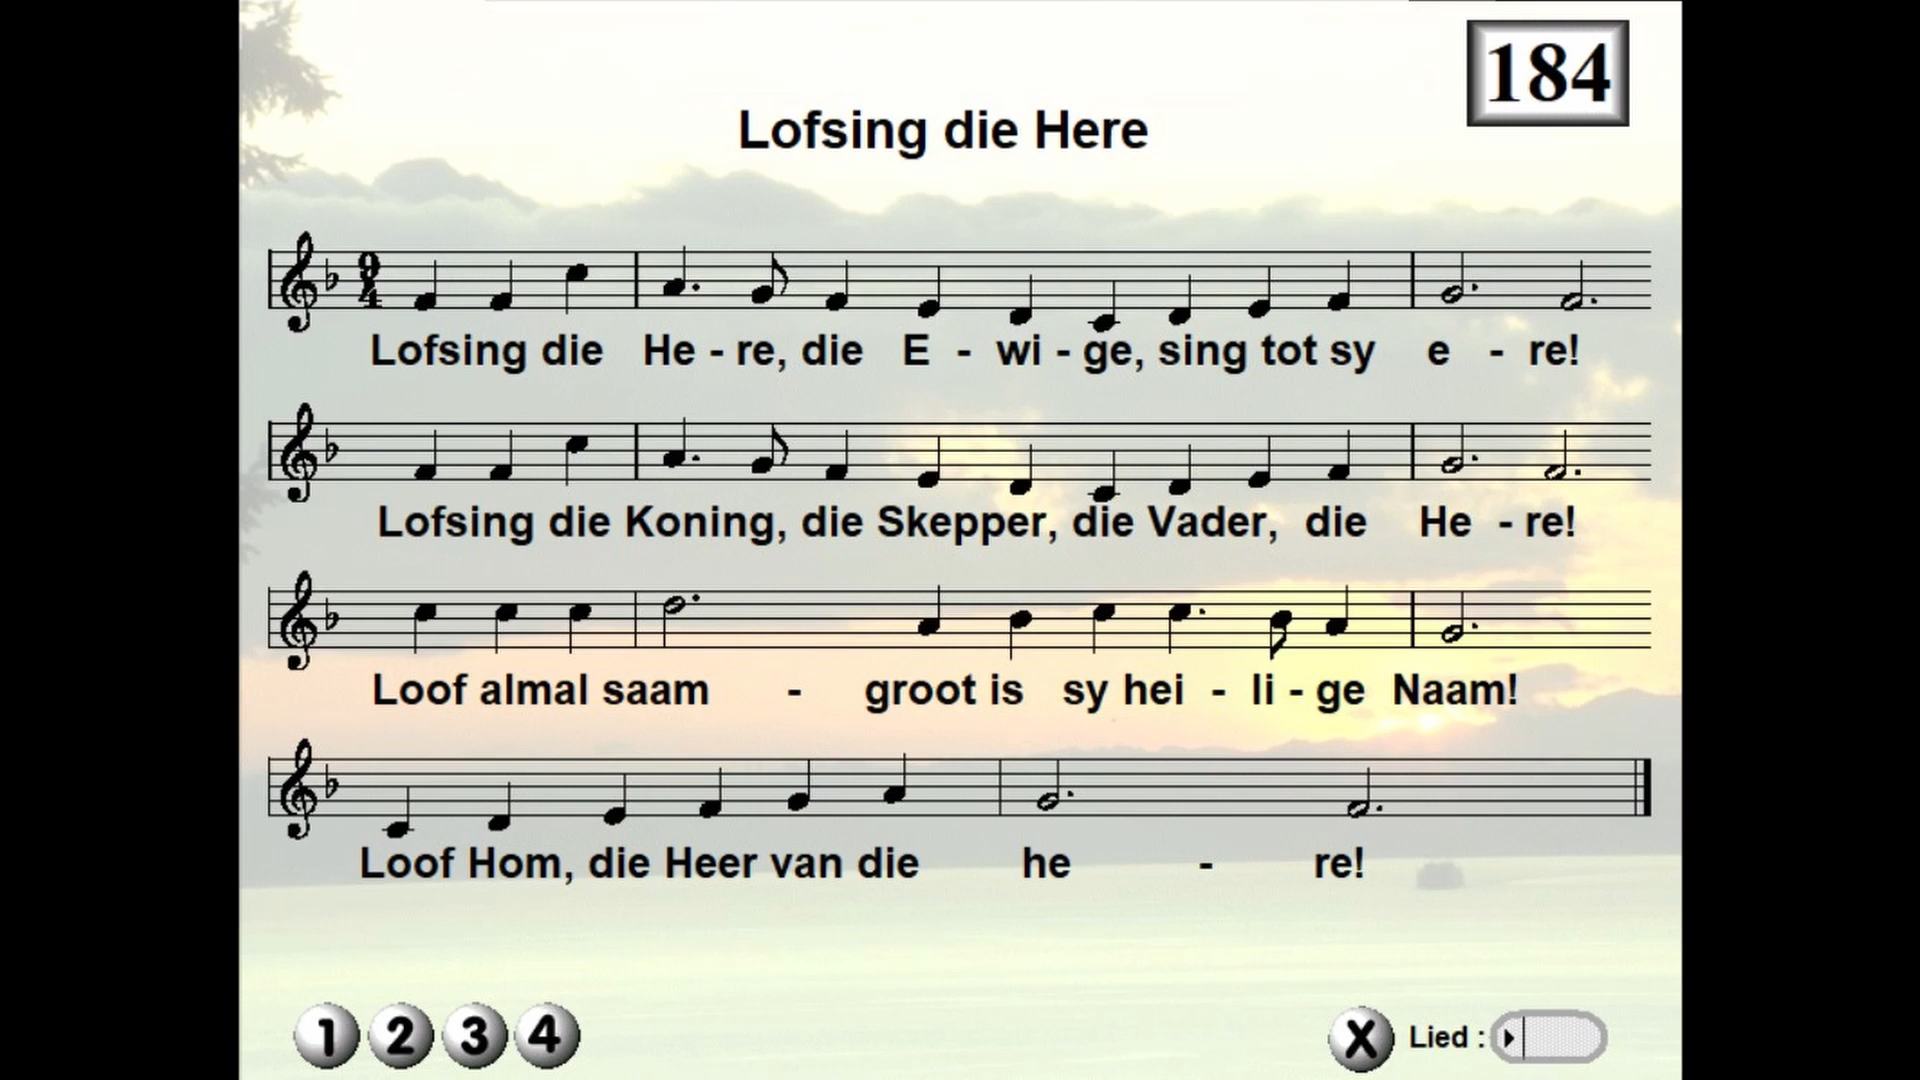 184
Lofsing die Here
9
4
Lofsing die He - re, die E - wi - ge, sing tot sy e - re!
Lofsing die Koning, die Skepper, die Vader, die He - re!
Loof almal saam - groot is sy hei - li - ge Naam!
Loof Hom, die Heer van die he - re!
1 2 3 4 X Lied :